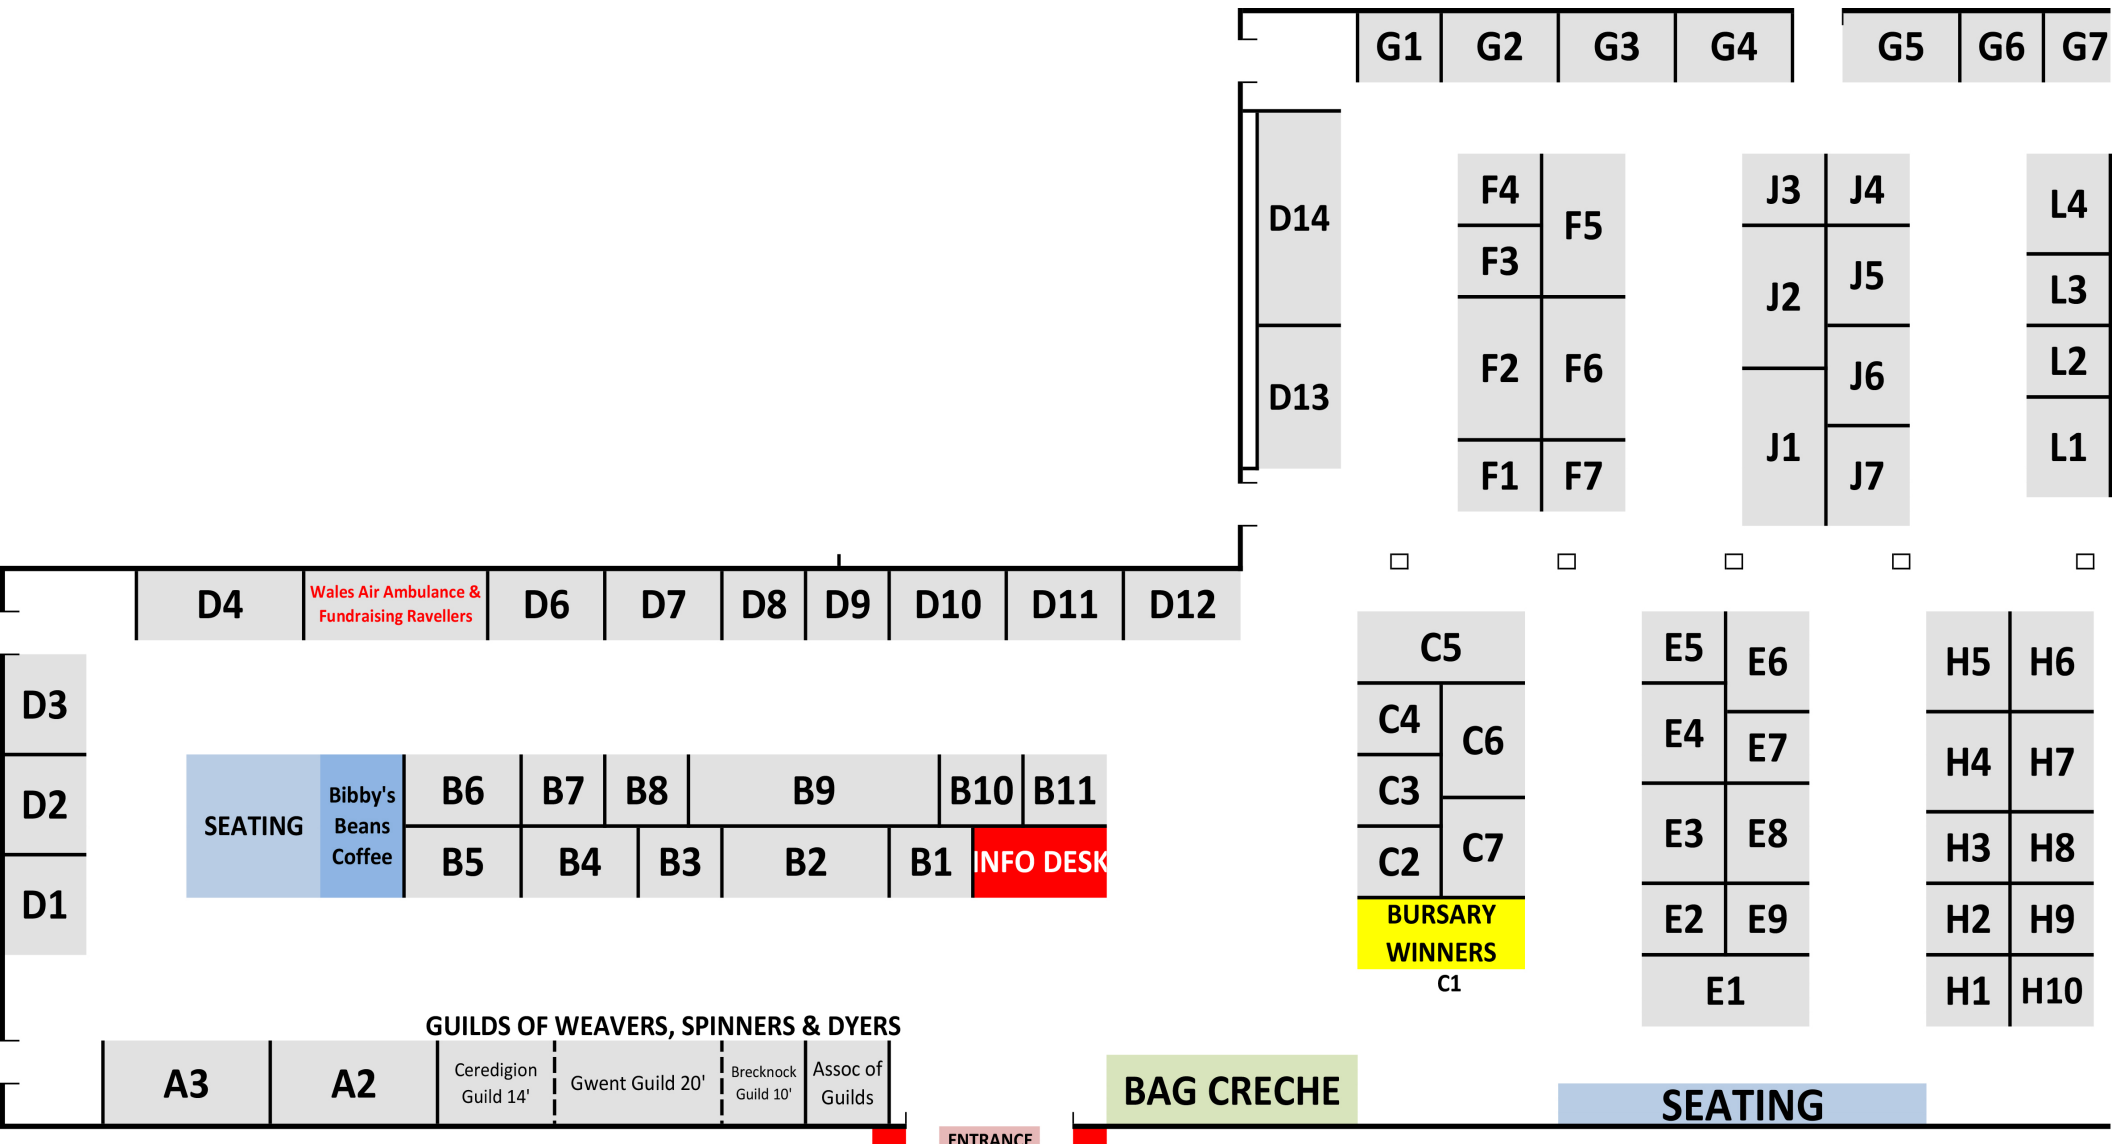 G1 G2 G3 G4 G5 G6 G7
D14
D13
F4
F3
F5
F2
F6
F1 F7
J3 J4
J2
J5
J6
J1
J7
L4
L3
L2
L1
D4
Wales Air Ambulance &
Fundraising Ravellers
D6 D7 D8 D9 D10 D11 D12
D3
D2
D1
SEATING
Bibby's
Beans
Coffee
B6 B7 B8 B9 B10 B11
B5 B4 B3 B2 B1
INFO DESK
C5
C4
C6
C3
C7
C2
BURSARY
WINNERS
C1
E5
E6
E4
E7
E3 E8
E2 E9
E1
H5 H6
H4 H7
H3 H8
H2 H9
H1 H10
GUILDS OF WEAVERS, SPINNERS & DYERS
A3 A2
Ceredigion
Guild 14'
Gwent Guild 20'
Brecknock
Guild 10'
Assoc of
Guilds
BAG CRECHE
SEATING
ENTRANCE